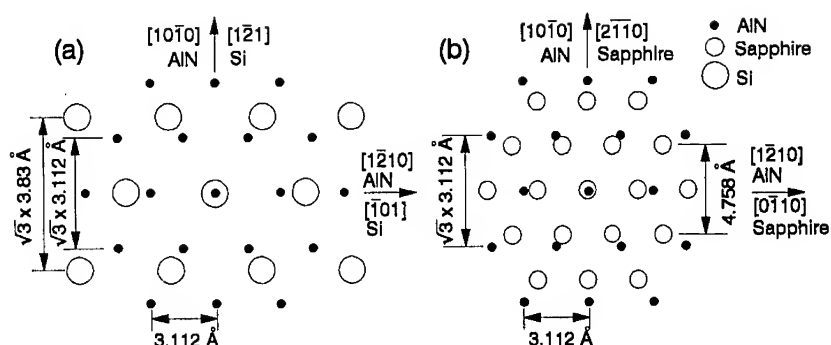 (a)
[101̄0] [12̄1]
AlN Si
√3 x 3.83 Å
√3 x 3.112 Å
[12̄10]
AlN
[1̄01]
Si
3.112 Å
(b)
[101̄0] [21̄1̄0]
AlN Sapphire
AlN
Sapphire
Si
√3 x 3.112 Å
4.758 Å
[12̄10]
AlN
[01̄10]
Sapphire
3.112 Å